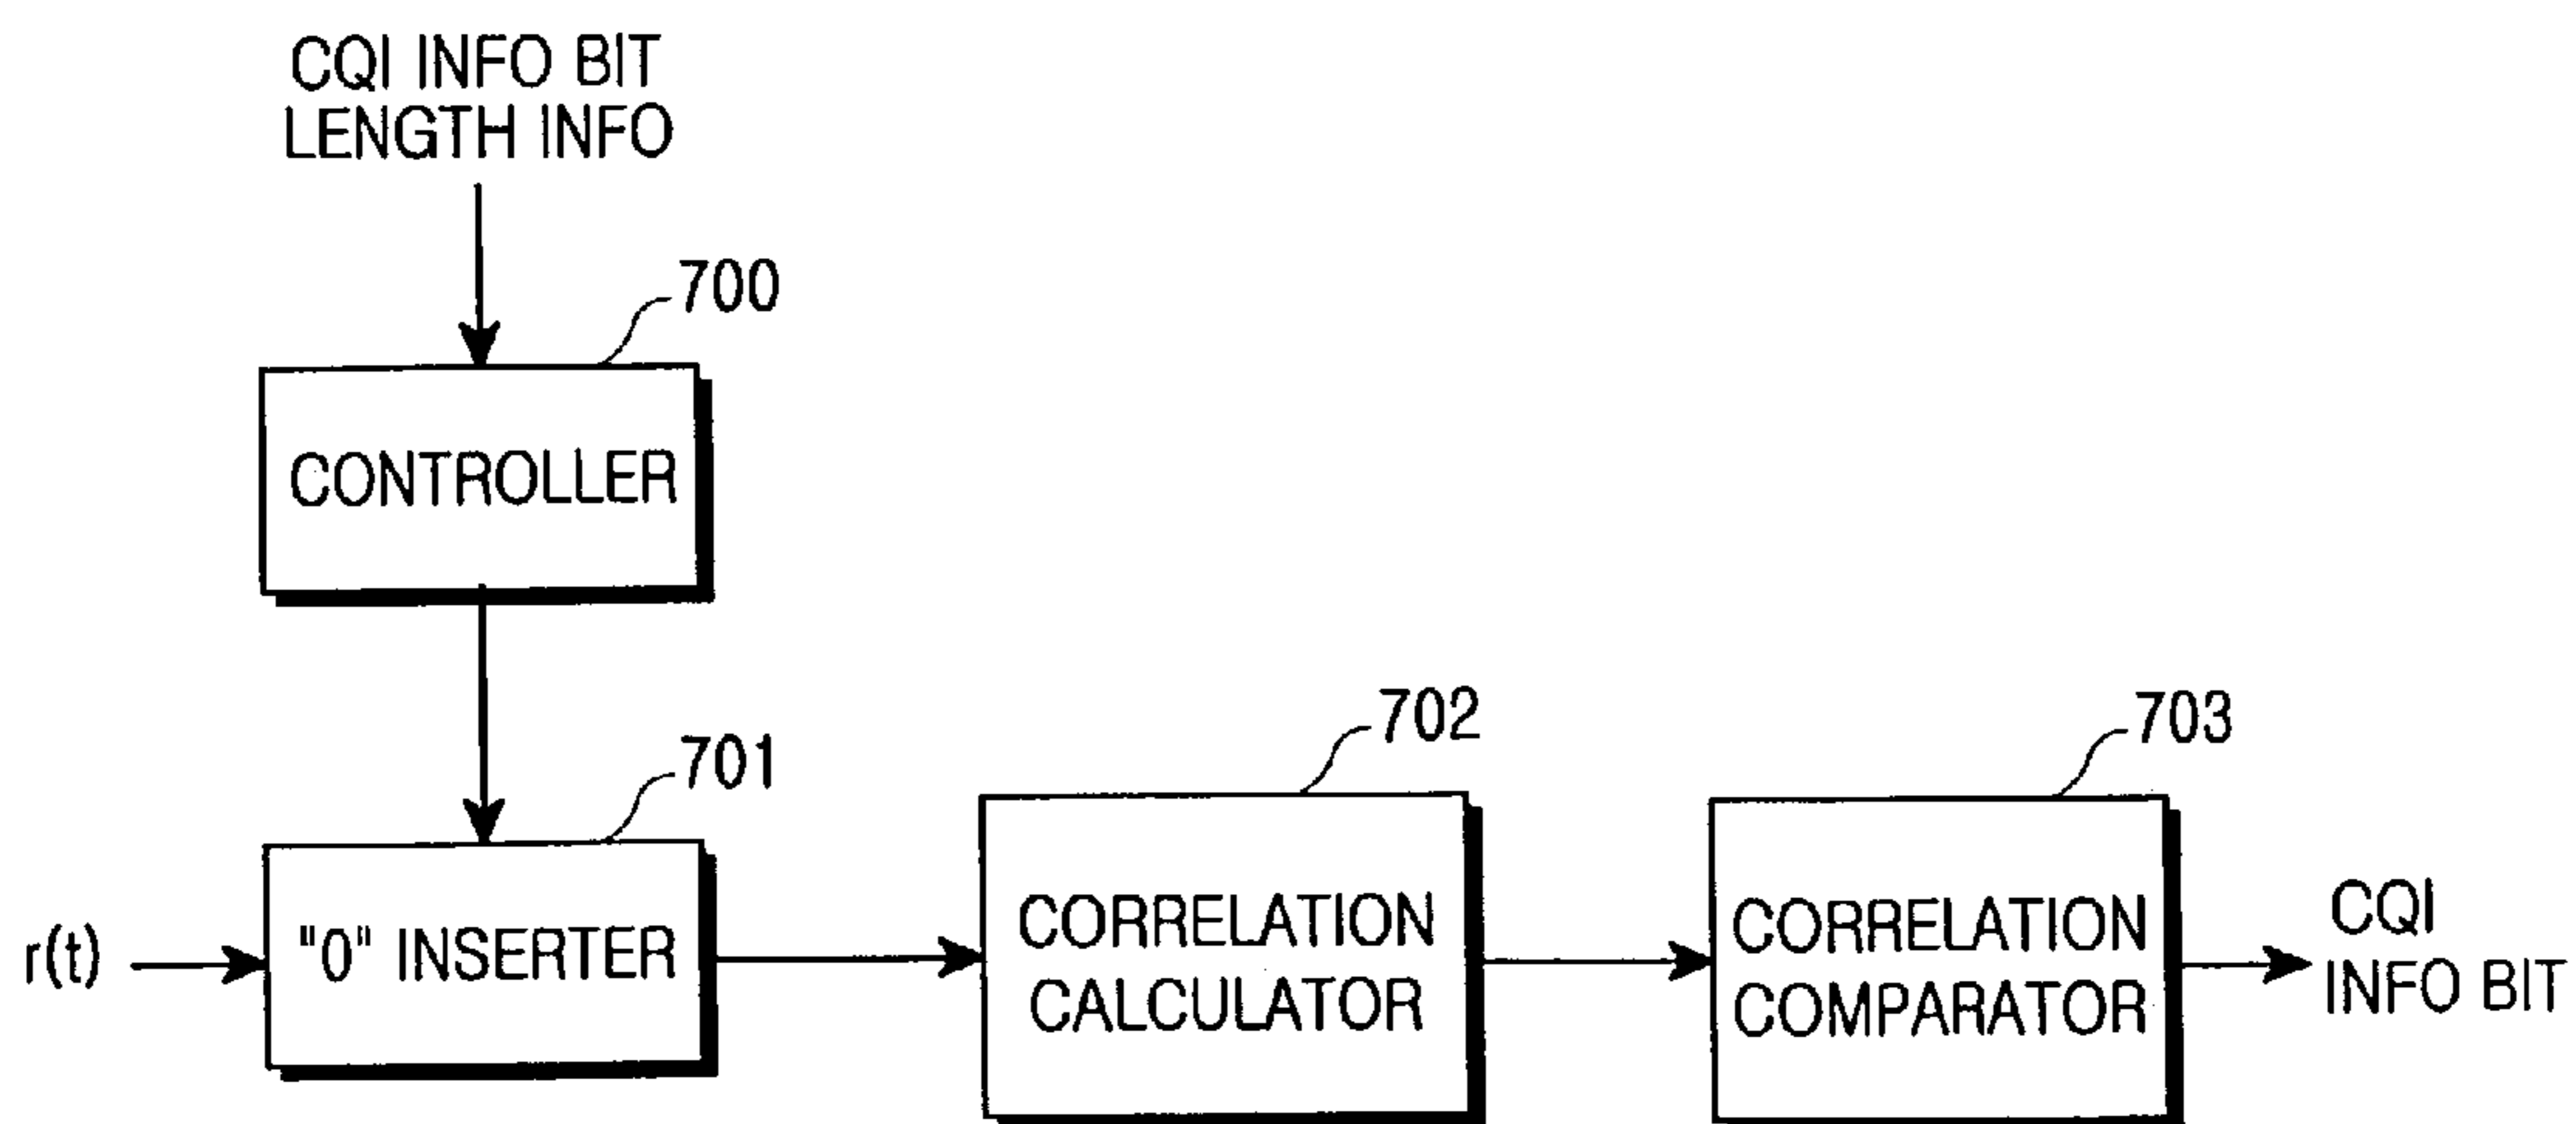 CQI INFO BIT
LENGTH INFO
700
CONTROLLER
701
702
703
r(t)
"0" INSERTER
CORRELATION
CALCULATOR
CORRELATION
COMPARATOR
CQI
INFO BIT